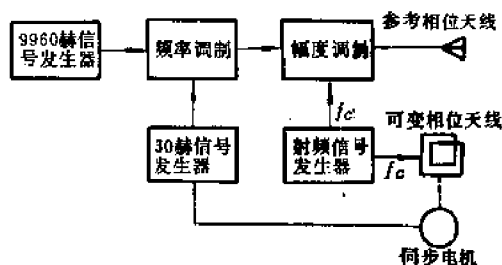 参考相位天线
9960赫信
号发生器
频率调制
幅度调制
fc
可变相位天线
30赫信号
发生器
射频信号
发生器
fc
同步电机